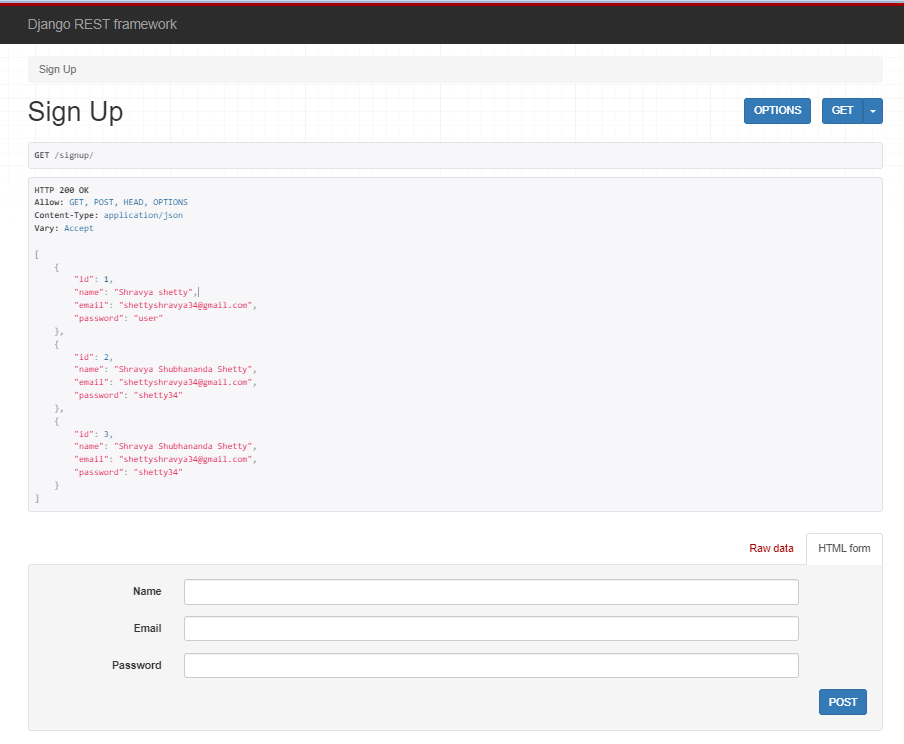 Django REST framework
Sign Up
Sign Up
OPTIONS
GET
GET /signup/
HTTP 200 OK
Allow: GET, POST, HEAD, OPTIONS
Content-Type: application/json
Vary: Accept
[
    {
        "id": 1,
        "name": "Shravya shetty",
        "email": "shettyshravya34@gmail.com",
        "password": "user"
    },
    {
        "id": 2,
        "name": "Shravya Shubhananda Shetty",
        "email": "shettyshravya34@gmail.com",
        "password": "shetty34"
    },
    {
        "id": 3,
        "name": "Shravya Shubhananda Shetty",
        "email": "shettyshravya34@gmail.com",
        "password": "shetty34"
    }
]
Raw data
HTML form
Name
Email
Password
POST